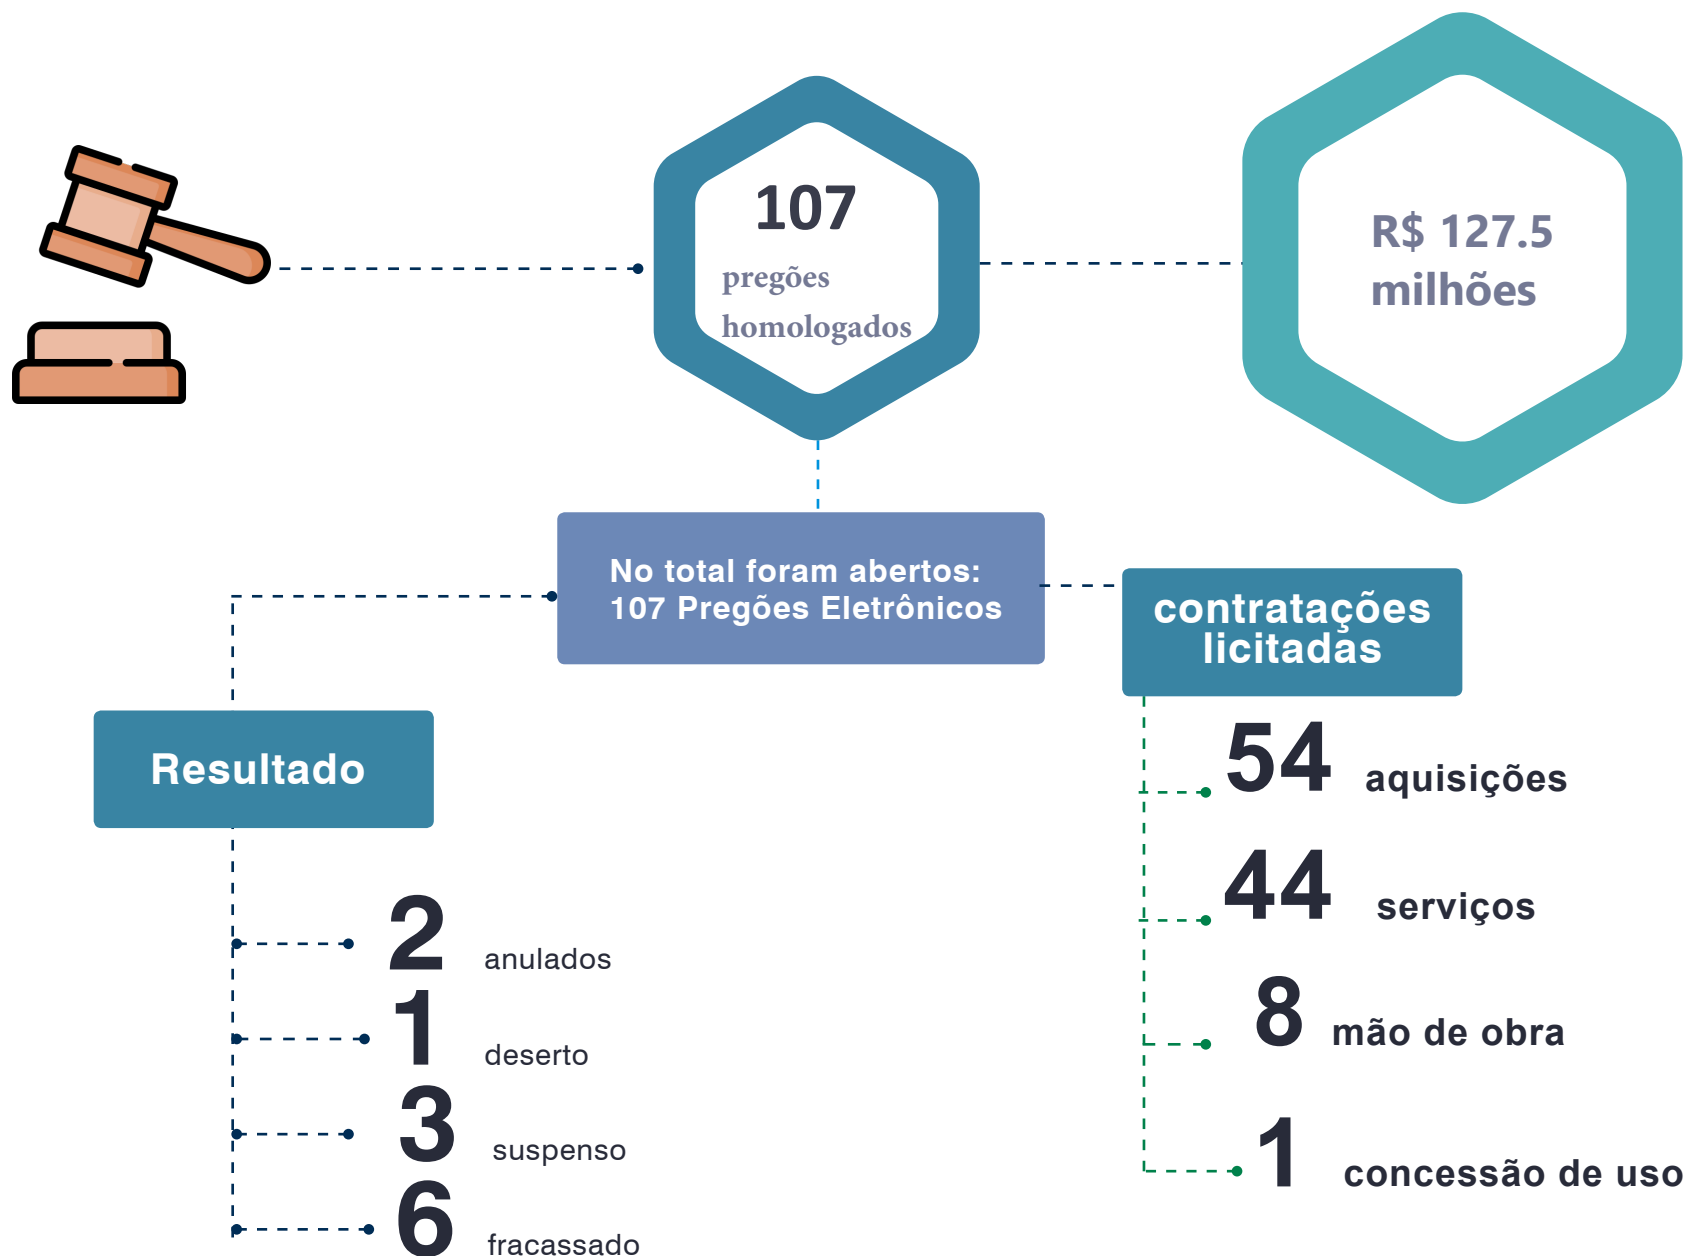 107
pregões
homologados
R$ 127.5
milhões
No total foram abertos:
107 Pregões Eletrônicos
contratações
licitadas
54 aquisições
44 serviços
8 mão de obra
1 concessão de uso
Resultado
2 anulados
1 deserto
3 suspenso
6 fracassado